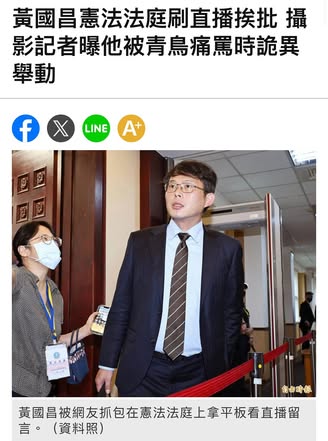 黃國昌憲法法庭刷直播挨批 攝
影記者曝他被青鳥痛罵時詭異
舉動
LINE
A+
自由時報
黃國昌被網友抓包在憲法法庭上拿平板看直播留
言。（資料照）